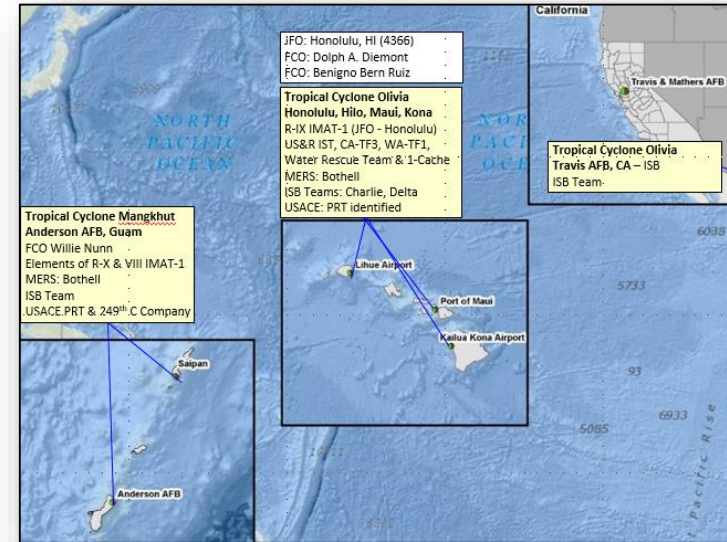 California
JFO: Honolulu, HI (4366)
FCO: Dolph A. Diemont
FCO: Benigno Bern Ruiz
Tropical Cyclone Olivia
Honolulu, Hilo, Maui, Kona
R-IX IMAT-1 (JFO - Honolulu)
US&R IST, CA-TF3, WA-TF1,
Water Rescue Team & 1-Cache
MERS: Bothell
ISB Teams: Charlie, Delta
USACE: PRT identified
Travis & Mathers AFB
Tropical Cyclone Olivia
Travis AFB, CA – ISB
ISB Team
NORTH
PACIFIC
OCEAN
Tropical Cyclone Mangkhut
Anderson AFB, Guam
FCO Willie Nunn
Elements of R-X & VIII IMAT-1
MERS: Bothell
ISB Team
USACE PRT & 249th C Company
Lihue Airport
Port of Maui
Kailua Kona Airport
Saipan
Anderson AFB
6038
5733
93
6933
5085
Pacific Rise